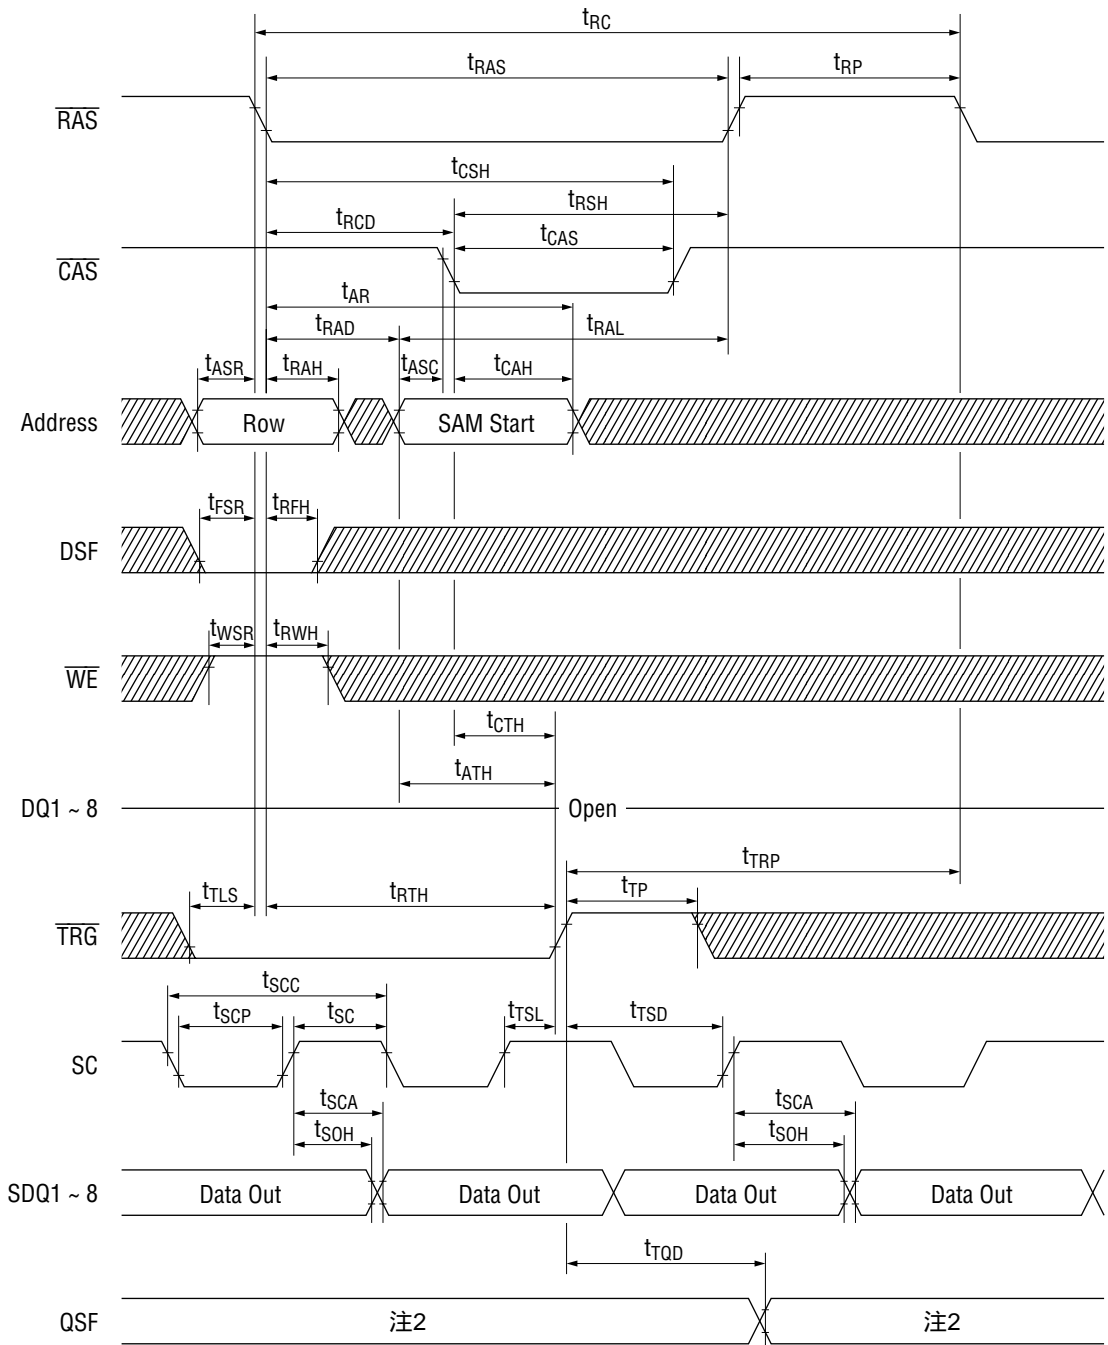 tRC
tRAS tRP
RAS
tCSH
tRSH
tRCD
tCAS
CAS
tAR
tRAD tRAL
tASR tRAH tASC tCAH
Address Row SAM Start
tFSR tRFH
DSF
tWSR tRWH
WE
tCTH
tATH
DQ1 ~ 8 Open
tTRP
tTP
tTLS tRTH
TRG
tSCC
tSCP tSC tTSL tTSD
SC
tSCA tSCA
tSOH tSOH
SDQ1 ~ 8 Data Out Data Out Data Out Data Out
tTQD
QSF 注2 注2